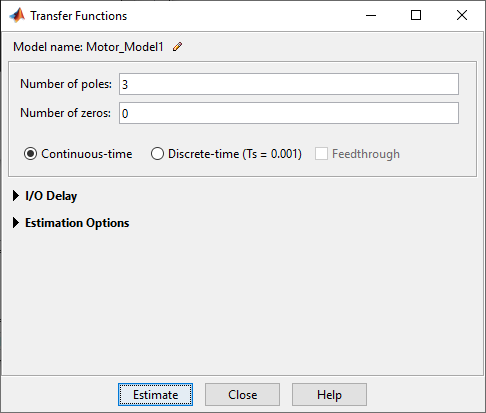 Transfer Functions
Model name: Motor_Model1
Number of poles: 3
Number of zeros: 0
Continuous-time Discrete-time (Ts = 0.001) Feedthrough
I/O Delay
Estimation Options
Estimate Close Help